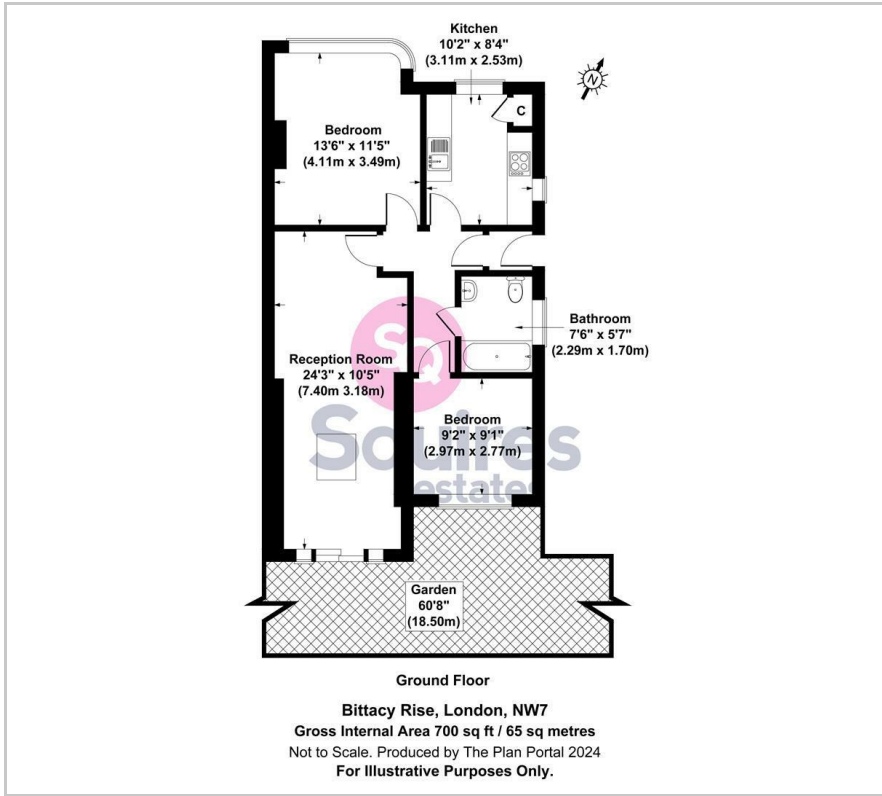 Kitchen
10'2" x 8'4"
(3.11m x 2.53m)
N
C
Bedroom
13'6" x 11'5"
(4.11m x 3.49m)
Bathroom
7'6" x 5'7"
(2.29m x 1.70m)
SQ
Reception Room
24'3" x 10'5"
(7.40m 3.18m)
Squires
estates
Bedroom
9'2" x 9'1"
(2.97m x 2.77m)
Garden
60'8"
(18.50m)
Ground Floor
Bittacy Rise, London, NW7
Gross Internal Area 700 sq ft / 65 sq metres
Not to Scale. Produced by The Plan Portal 2024
For Illustrative Purposes Only.